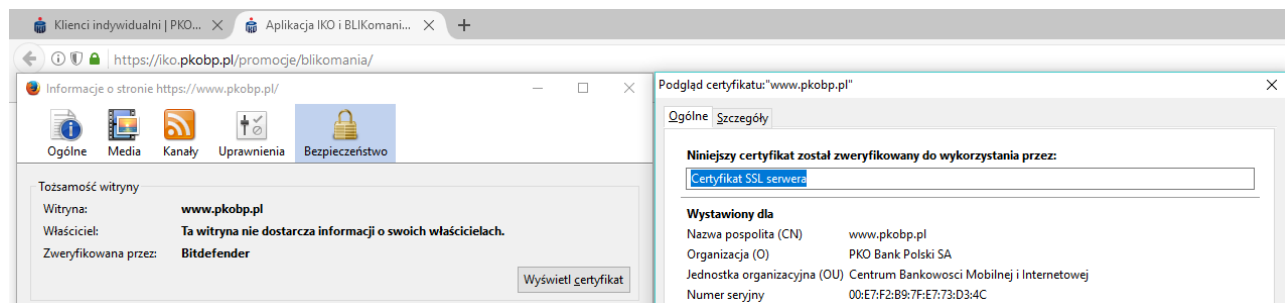 Klienci indywidualni | PKO...
Aplikacja IKO i BLIKomani...
https://iko.pkobp.pl/promocje/blikomania/
Informacje o stronie https://www.pkobp.pl/
Ogólne Media Kanały Uprawnienia Bezpieczeństwo
Tożsamość witryny
Witryna: www.pkobp.pl
Właściciel: Ta witryna nie dostarcza informacji o swoich właścicielach.
Zweryfikowana przez: Bitdefender
Wyświetl certyfikat
Podgląd certyfikatu:"www.pkobp.pl"
Ogólne Szczegóły
Niniejszy certyfikat został zweryfikowany do wykorzystania przez:
Certyfikat SSL serwera
Wystawiony dla
Nazwa pospolita (CN) www.pkobp.pl
Organizacja (O) PKO Bank Polski SA
Jednostka organizacyjna (OU) Centrum Bankowosci Mobilnej i Internetowej
Numer seryjny 00:E7:F2:B9:7F:E7:73:D3:4C